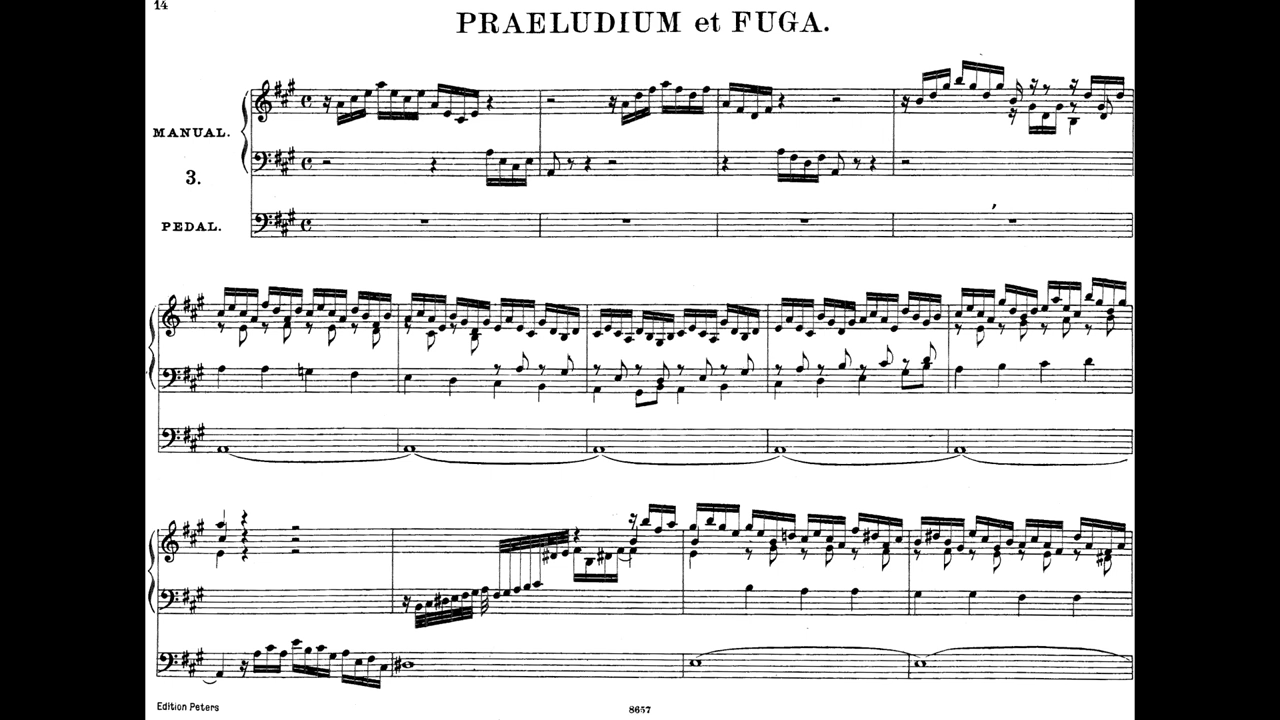 14
PRAELUDIUM et FUGA.
MANUAL.
3.
PEDAL.
Edition Peters
8657